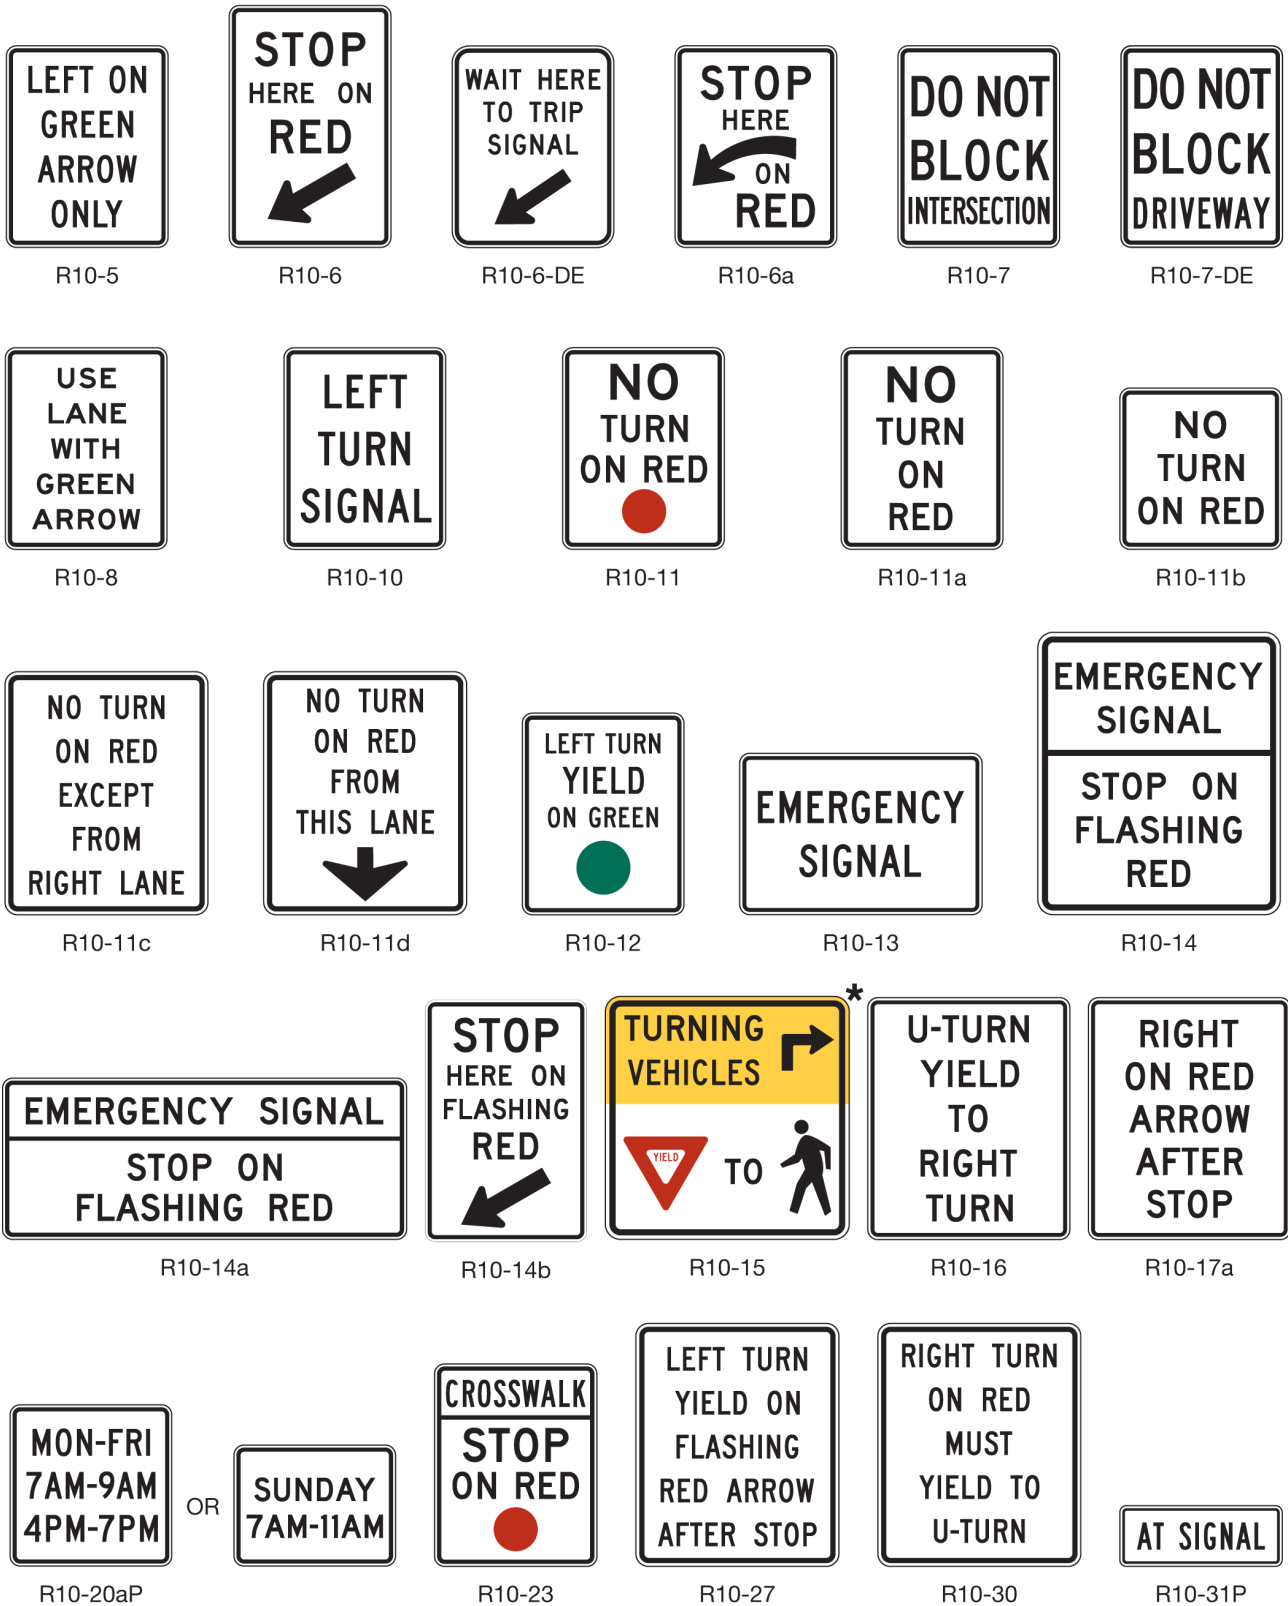 LEFT ON
GREEN
ARROW
ONLY
R10-5
STOP
HERE ON
RED
R10-6
WAIT HERE
TO TRIP
SIGNAL
R10-6-DE
STOP
HERE
ON
RED
R10-6a
DO NOT
BLOCK
INTERSECTION
R10-7
DO NOT
BLOCK
DRIVEWAY
R10-7-DE
USE
LANE
WITH
GREEN
ARROW
R10-8
LEFT
TURN
SIGNAL
R10-10
NO
TURN
ON RED
R10-11
NO
TURN
ON
RED
R10-11a
NO
TURN
ON RED
R10-11b
NO TURN
ON RED
EXCEPT
FROM
RIGHT LANE
R10-11c
NO TURN
ON RED
FROM
THIS LANE
R10-11d
LEFT TURN
YIELD
ON GREEN
R10-12
EMERGENCY
SIGNAL
R10-13
EMERGENCY
SIGNAL
STOP ON
FLASHING
RED
R10-14
EMERGENCY SIGNAL
STOP ON
FLASHING RED
R10-14a
STOP
HERE ON
FLASHING
RED
R10-14b
*
TURNING
VEHICLES
YIELD
TO
R10-15
U-TURN
YIELD
TO
RIGHT
TURN
R10-16
RIGHT
ON RED
ARROW
AFTER
STOP
R10-17a
MON-FRI
7AM-9AM
4PM-7PM
OR
SUNDAY
7AM-11AM
R10-20aP
CROSSWALK
STOP
ON RED
R10-23
LEFT TURN
YIELD ON
FLASHING
RED ARROW
AFTER STOP
R10-27
RIGHT TURN
ON RED
MUST
YIELD TO
U-TURN
R10-30
AT SIGNAL
R10-31P